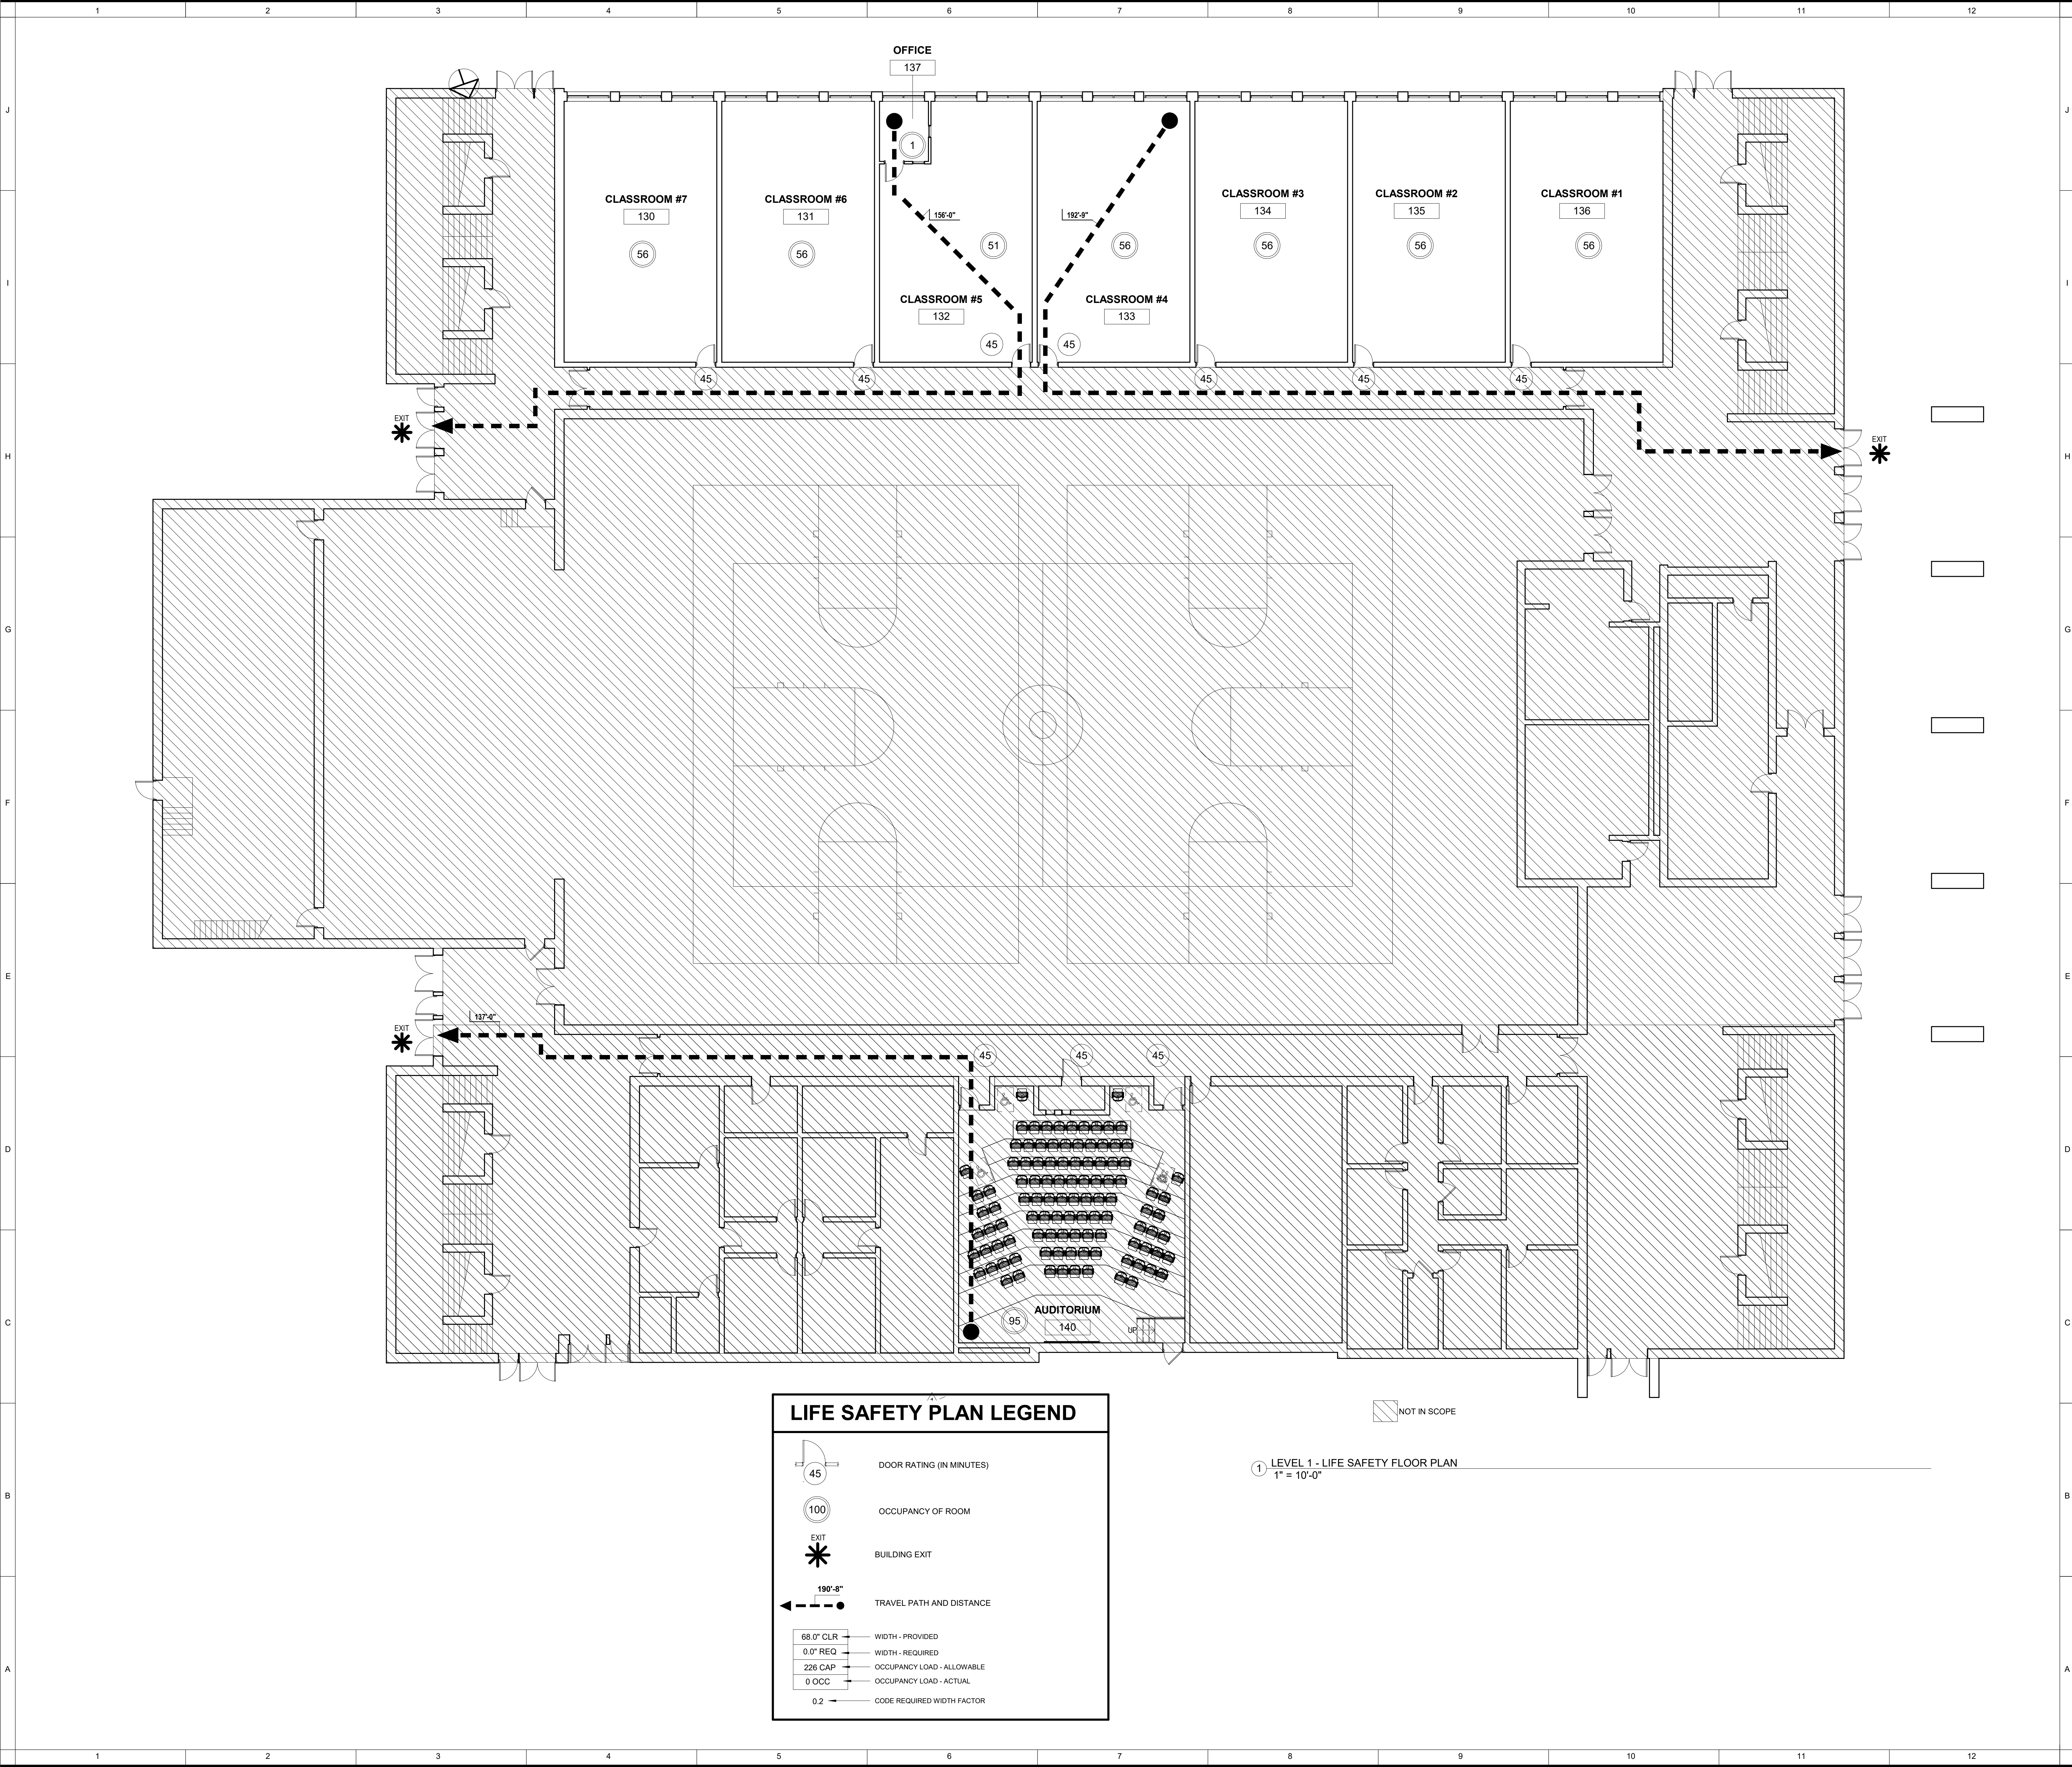 1 2 3 4 5 6 7 8 9 10 11 12
OFFICE
137
J J
1
CLASSROOM #7
130
56
CLASSROOM #6
131
56
156'-0"
51
CLASSROOM #5
132
45
192'-9"
56
CLASSROOM #4
133
45
CLASSROOM #3
134
56
CLASSROOM #2
135
56
CLASSROOM #1
136
56
I I
45 45 45 45 45
EXIT
EXIT
H H
G G
F F
E E
137'-0"
EXIT
45 45 45
D D
AUDITORIUM
95
140
UP
C C
LIFE SAFETY PLAN LEGEND
45
DOOR RATING (IN MINUTES)
100
OCCUPANCY OF ROOM
EXIT
BUILDING EXIT
190'-8"
TRAVEL PATH AND DISTANCE
68.0" CLR WIDTH - PROVIDED
0.0" REQ WIDTH - REQUIRED
226 CAP OCCUPANCY LOAD - ALLOWABLE
0 OCC OCCUPANCY LOAD - ACTUAL
0.2 CODE REQUIRED WIDTH FACTOR
NOT IN SCOPE
1 LEVEL 1 - LIFE SAFETY FLOOR PLAN
1" = 10'-0"
B B
A A
1 2 3 4 5 6 7 8 9 10 11 12